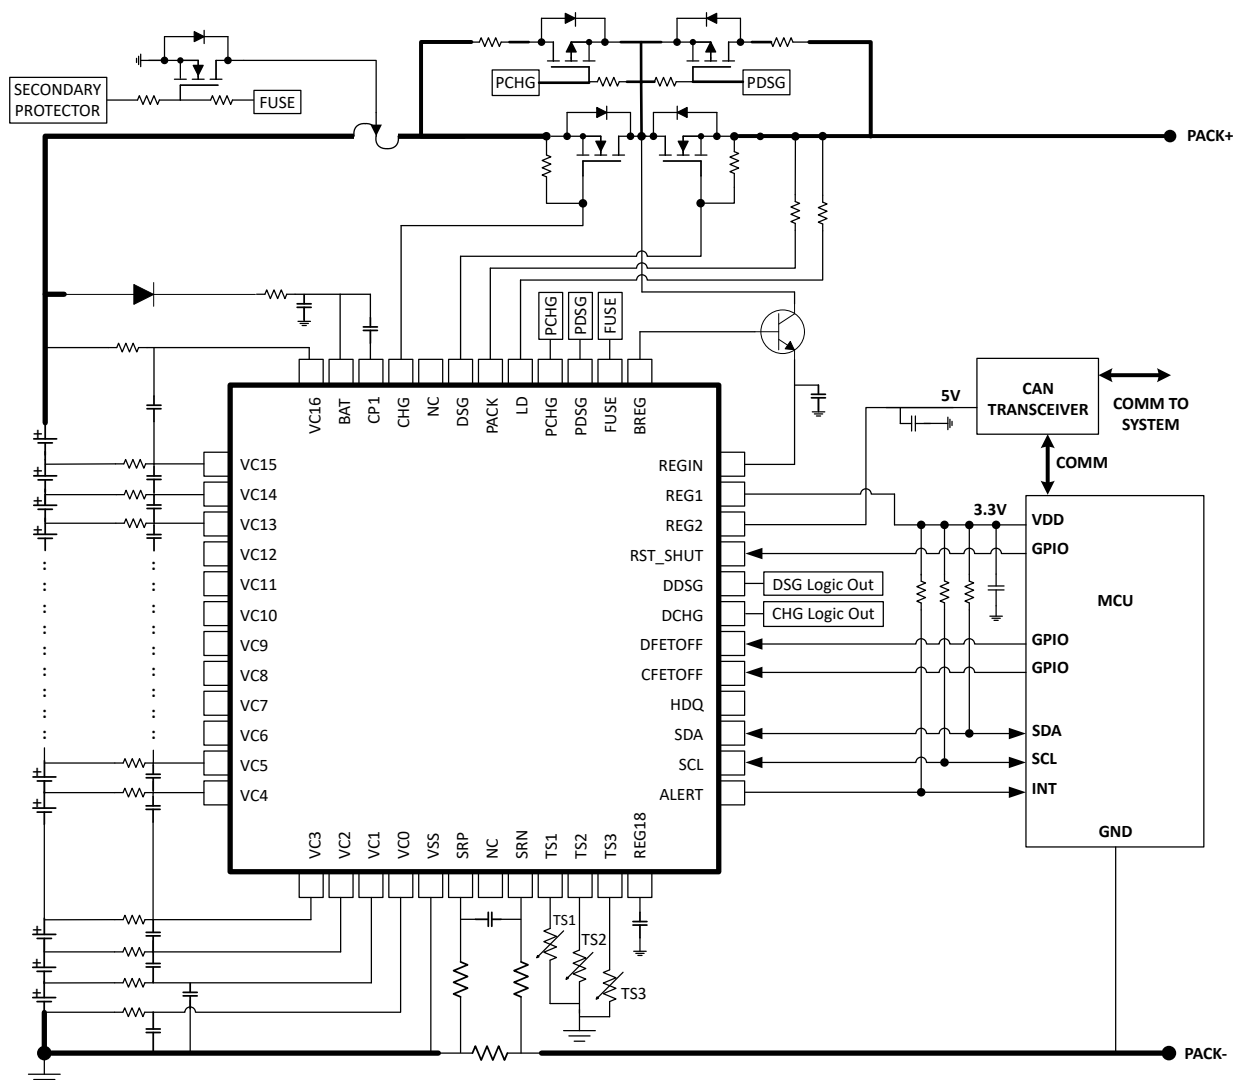 PCHG
PDSG
SECONDARY
PROTECTOR
FUSE
PACK+
PCHG
PDSG
FUSE
VC16
BAT
CP1
CHG
NC
DSG
PACK
LD
PCHG
PDSG
FUSE
BREG
5V
CAN
TRANSCEIVER
COMM TO
SYSTEM
COMM
VC15
VC14
VC13
VC12
VC11
VC10
VC9
VC8
VC7
VC6
VC5
VC4
REGIN
REG1
REG2
RST_SHUT
DDSG
DCHG
DFETOFF
CFETOFF
HDQ
SDA
SCL
ALERT
DSG Logic Out
CHG Logic Out
3.3V
VDD
GPIO
MCU
GPIO
GPIO
SDA
SCL
INT
GND
VC3
VC2
VC1
VC0
VSS
SRP
NC
SRN
TS1
TS2
TS3
REG18
TS1
TS2
TS3
PACK-